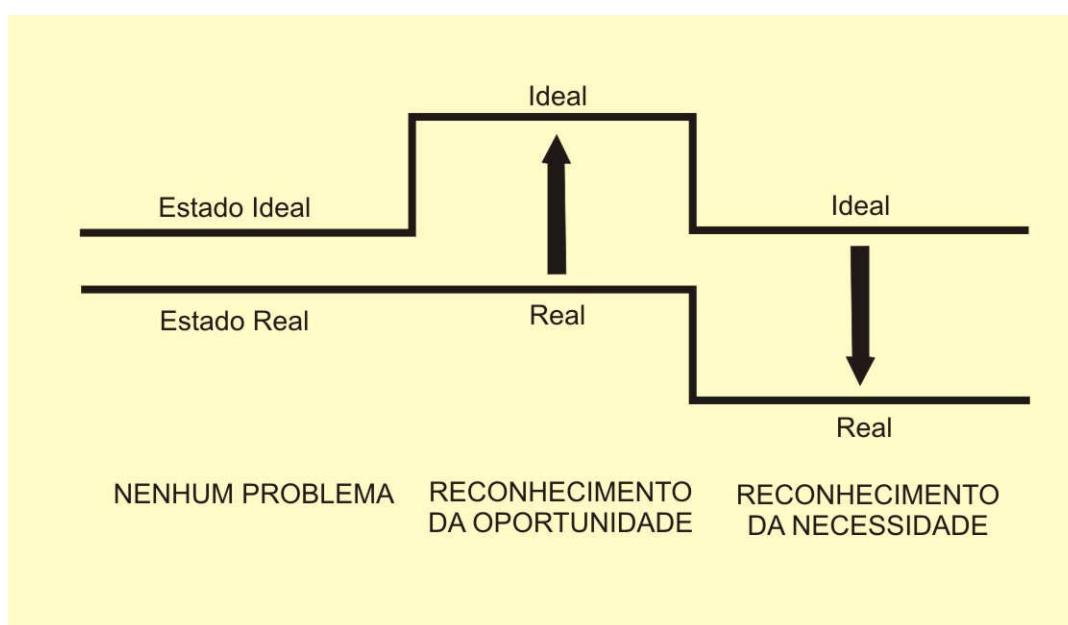 Ideal
Estado Ideal
Ideal
Estado Real
Real
Real
NENHUM PROBLEMA
RECONHECIMENTO
DA OPORTUNIDADE
RECONHECIMENTO
DA NECESSIDADE